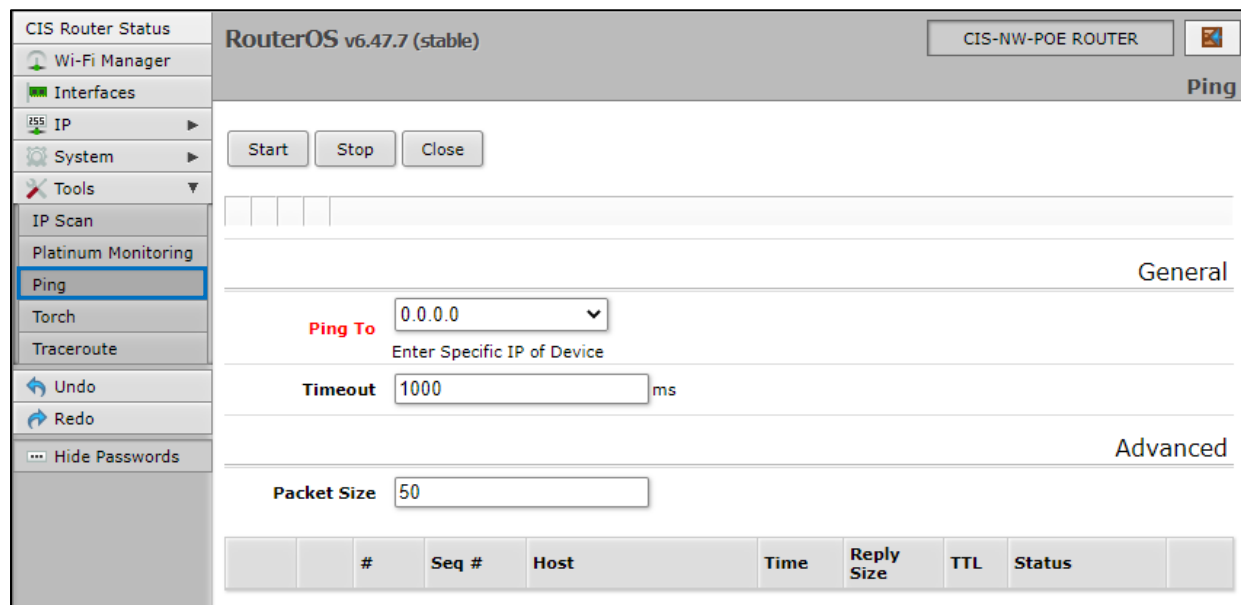 CIS Router Status
Wi-Fi Manager
Interfaces
255 IP
System
Tools
IP Scan
Platinum Monitoring
Ping
Torch
Traceroute
Undo
Redo
Hide Passwords
RouterOS v6.47.7 (stable)
CIS-NW-POE ROUTER
Ping
Start Stop Close
General
Ping To 0.0.0.0
Enter Specific IP of Device
Timeout 1000 ms
Advanced
Packet Size 50
# Seq # Host Time Reply Size TTL Status